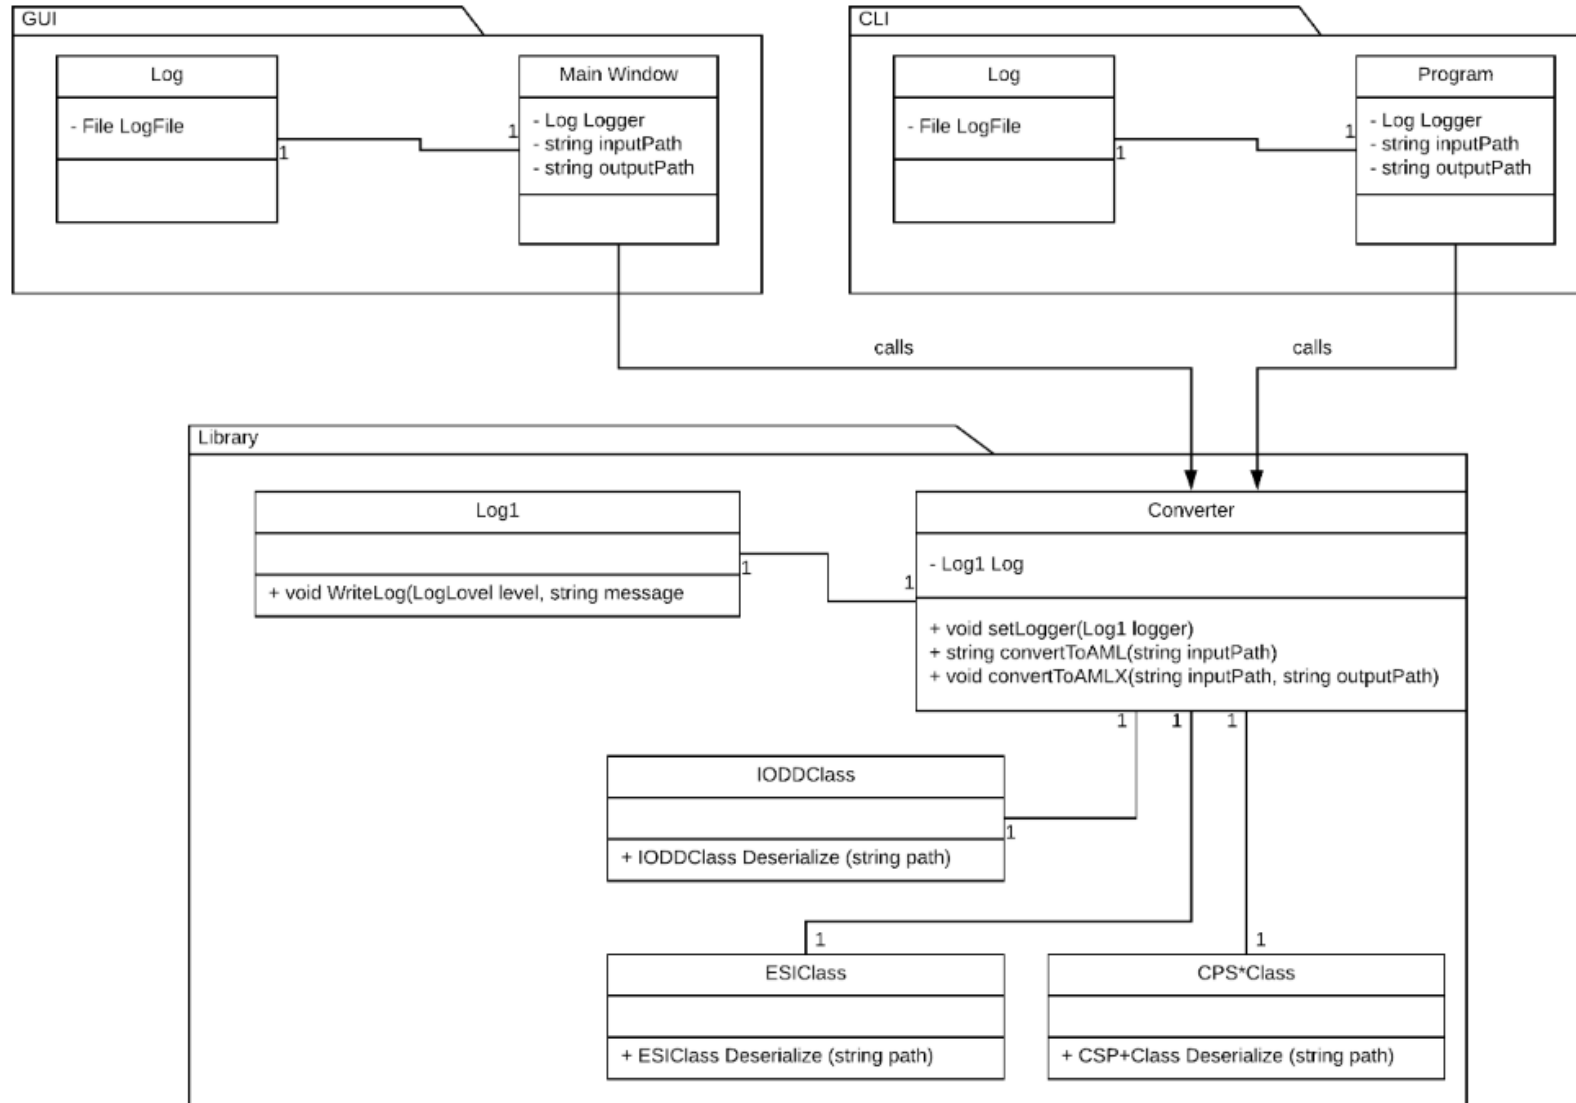 GUI
Log
- File LogFile
1
1
Main Window
- Log Logger
- string inputPath
- string outputPath
CLI
Log
- File LogFile
1
1
Program
- Log Logger
- string inputPath
- string outputPath
calls
calls
Library
Log1
+ void WriteLog(LogLovel level, string message
1
1
Converter
- Log1 Log
+ void setLogger(Log1 logger)
+ string convertToAML(string inputPath)
+ void convertToAMLX(string inputPath, string outputPath)
1
1
1
IODDClass
+ IODDClass Deserialize (string path)
1
1
ESIClass
+ ESIClass Deserialize (string path)
1
CPS*Class
+ CSP+Class Deserialize (string path)